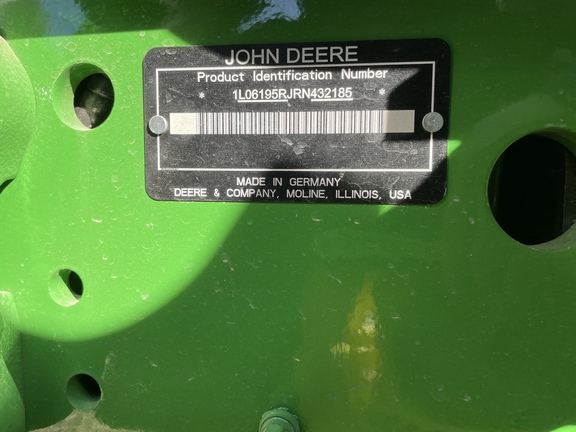 JOHN DEERE
Product Identification Number
* 1L06195RJRN432185 *
MADE IN GERMANY
DEERE & COMPANY, MOLINE, ILLINOIS, USA